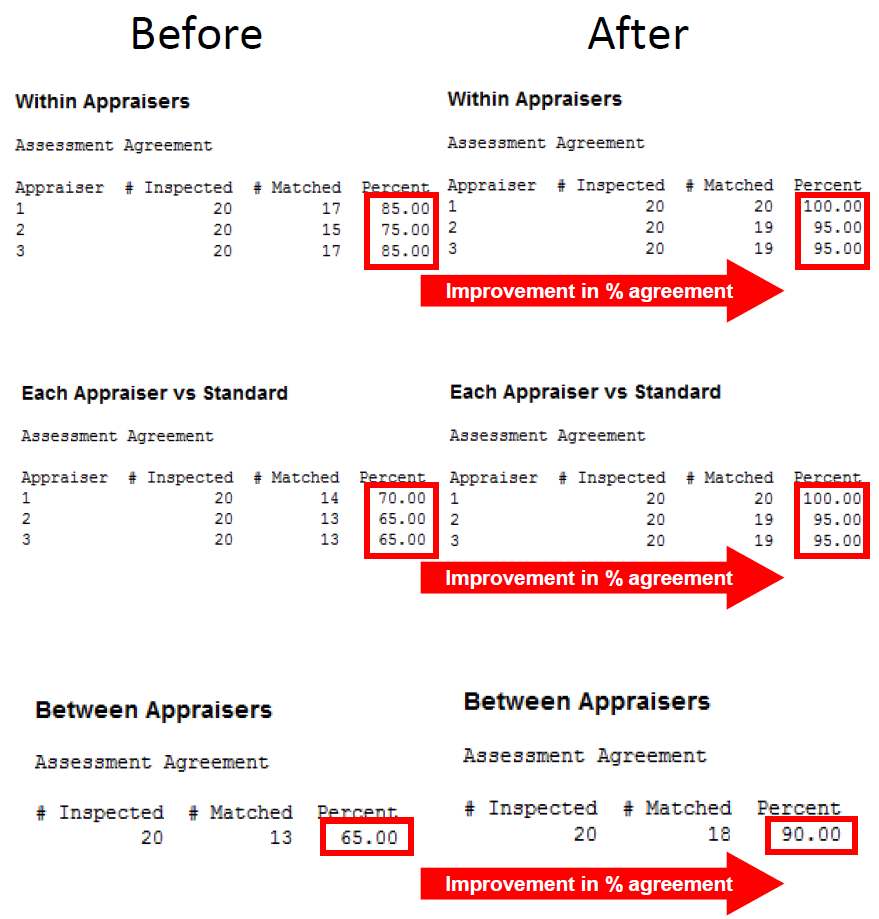 Before
After
Within Appraisers
Assessment Agreement
Appraiser # Inspected # Matched Percent
1 20 17 85.00
2 20 15 75.00
3 20 17 85.00
Within Appraisers
Assessment Agreement
Appraiser # Inspected # Matched Percent
1 20 20 100.00
2 20 19 95.00
3 20 19 95.00
Improvement in % agreement
Each Appraiser vs Standard
Assessment Agreement
Appraiser # Inspected # Matched Percent
1 20 14 70.00
2 20 13 65.00
3 20 13 65.00
Each Appraiser vs Standard
Assessment Agreement
Appraiser # Inspected # Matched Percent
1 20 20 100.00
2 20 19 95.00
3 20 19 95.00
Improvement in % agreement
Between Appraisers
Assessment Agreement
# Inspected # Matched Percent
20 13 65.00
Between Appraisers
Assessment Agreement
# Inspected # Matched Percent
20 18 90.00
Improvement in % agreement